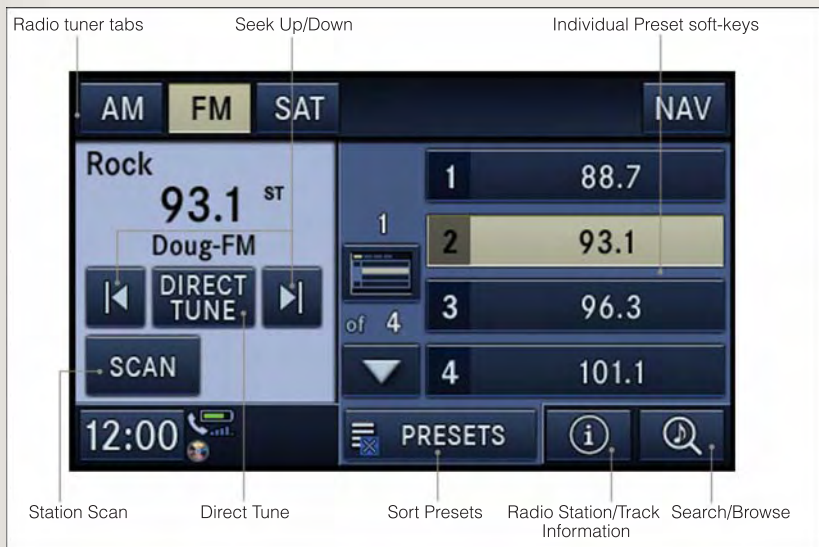 Radio tuner tabs
Seek Up/Down
Individual Preset soft-keys
AM FM SAT NAV
Rock
93.1 ST
Doug-FM
DIRECT
TUNE
SCAN
12:00
1
of 4
1 88.7
2 93.1
3 96.3
4 101.1
PRESETS
i
Station Scan
Direct Tune
Sort Presets
Radio Station/Track
Information
Search/Browse